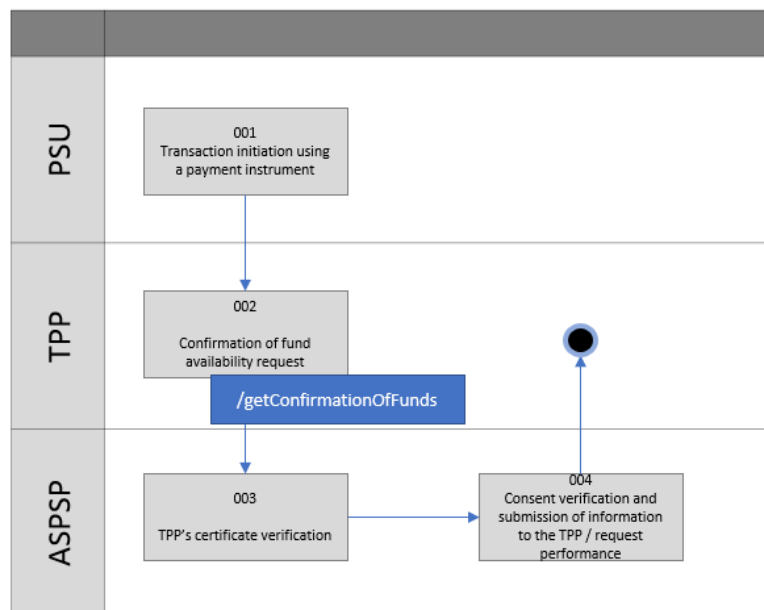 PSU
001
Transaction initiation using
a payment instrument
TPP
002
Confirmation of fund
availability request
/getConfirmationOfFunds
ASPSP
003
TPP's certificate verification
004
Consent verification and
submission of information
to the TPP / request
performance